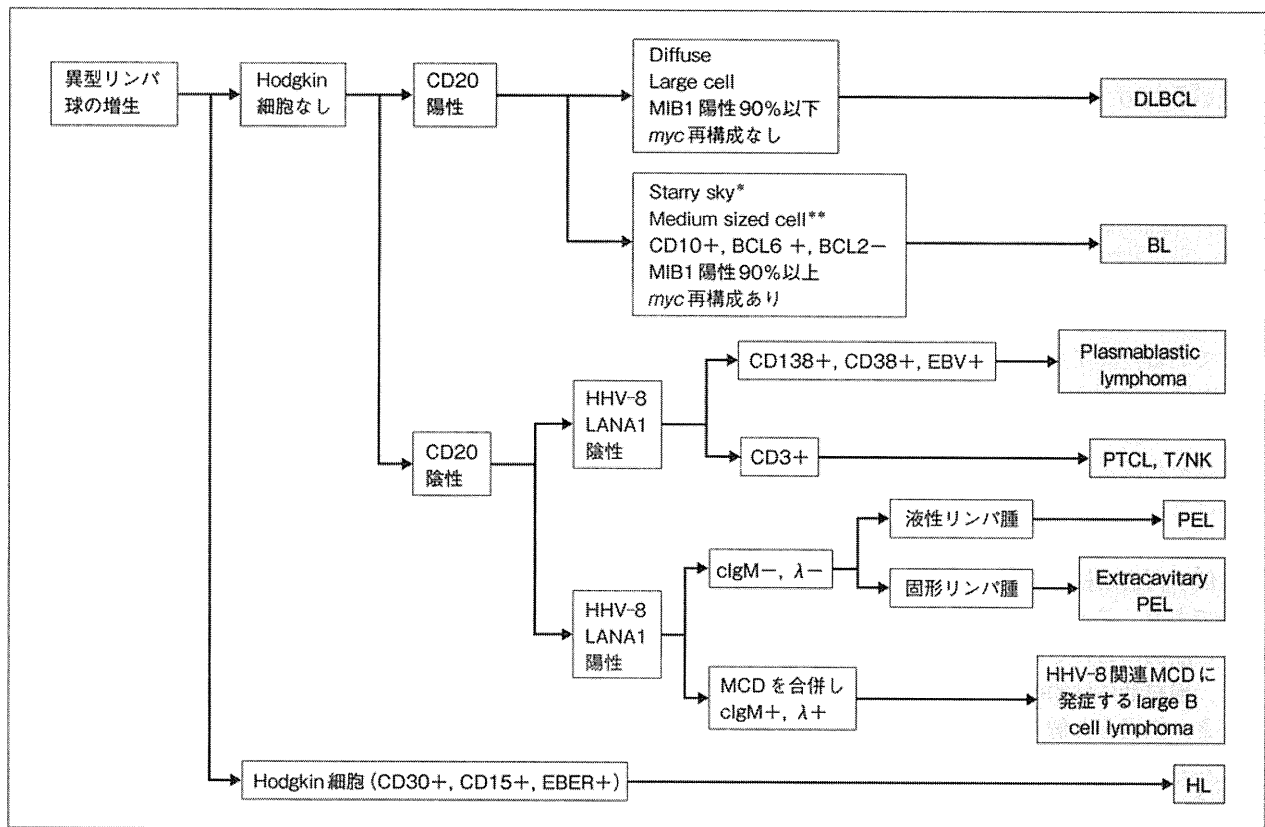 異型リンパ
球の増生
Hodgkin
細胞なし
CD20
陽性
Diffuse
Large cell
MIB1 陽性 90%以下
myc 再構成なし
DLBCL
Starry sky*
Medium sized cell**
CD10+, BCL6 +, BCL2−
MIB1 陽性 90%以上
myc 再構成あり
BL
CD20
陰性
HHV-8
LANA1
陰性
CD138+, CD38+, EBV+
Plasmablastic
lymphoma
CD3+
PTCL, T/NK
HHV-8
LANA1
陽性
cIgM−, λ−
液性リンパ腫
PEL
固形リンパ腫
Extracavitary
PEL
MCD を合併し
cIgM+, λ+
HHV-8 関連 MCD に
発症する large B
cell lymphoma
Hodgkin 細胞 (CD30+, CD15+, EBER+)
HL